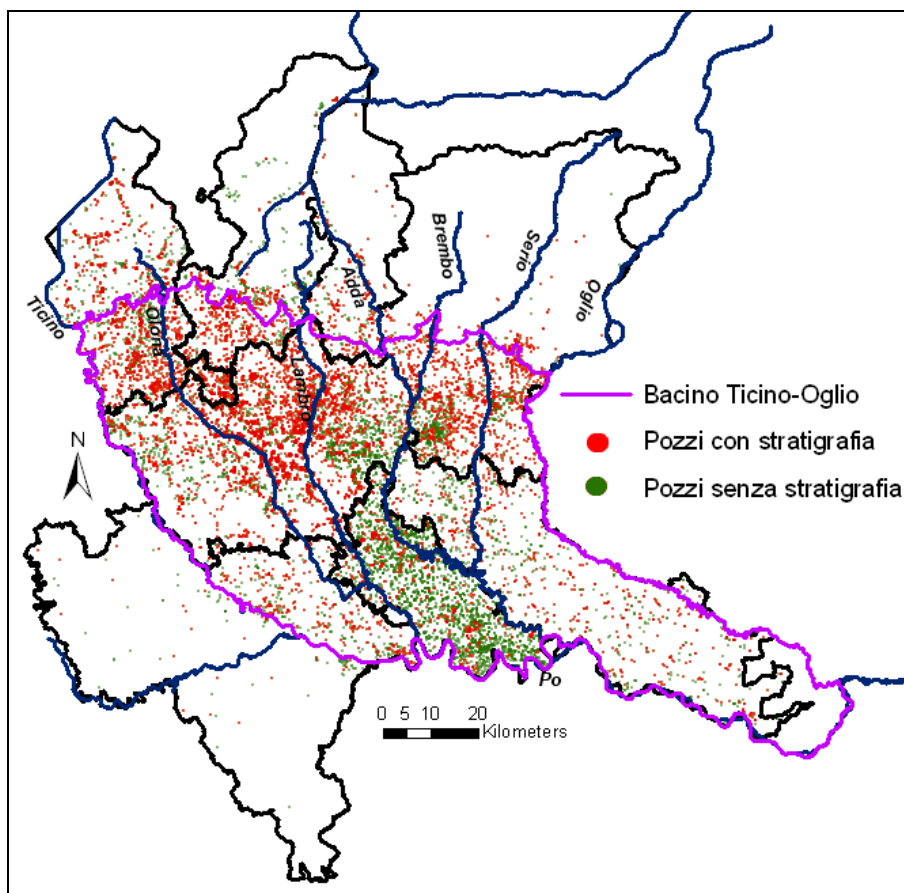 Brembo
Serio
Adda
Oglio
Ticino
Olona
Lambro
Bacino Ticino-Oglio
Pozzi con stratigrafia
Pozzi senza stratigrafia
N
Po
0 5 10 20
Kilometers